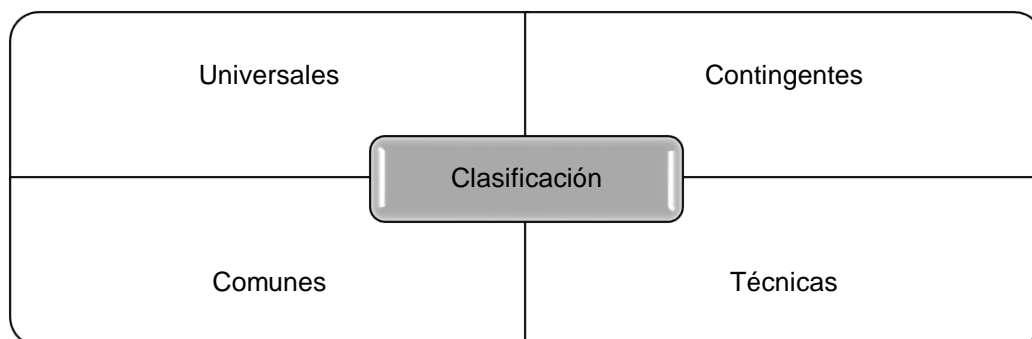 Universales
Contingentes
Clasificación
Comunes
Técnicas